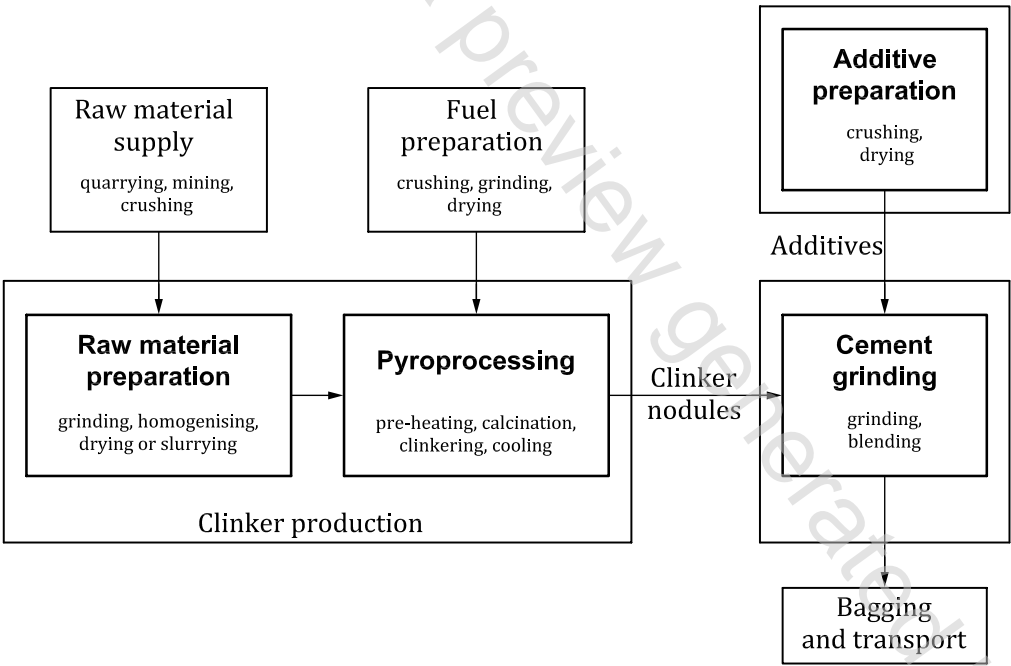 Additive
preparation
crushing,
drying
Raw material
supply
quarrying, mining,
crushing
Fuel
preparation
crushing, grinding,
drying
Additives
Raw material
preparation
grinding, homogenising,
drying or slurrying
Pyroprocessing
pre-heating, calcination,
clinkering, cooling
Clinker
nodules
Cement
grinding
grinding,
blending
Clinker production
Bagging
and transport
preview generated